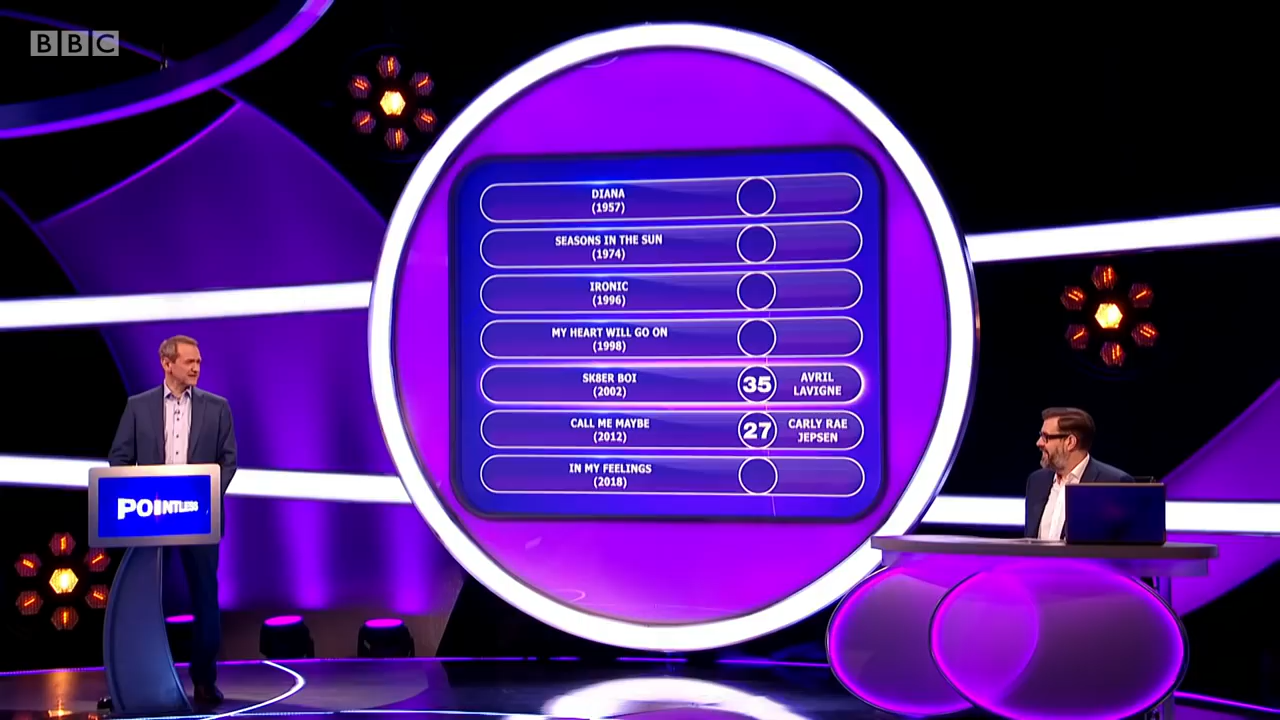 BBC
DIANA
(1957)
SEASONS IN THE SUN
(1974)
IRONIC
(1996)
MY HEART WILL GO ON
(1998)
SK8ER BOI
(2002)
35
AVRIL
LAVIGNE
CALL ME MAYBE
(2012)
27
CARLY RAE
JEPSEN
IN MY FEELINGS
(2018)
POINTLESS